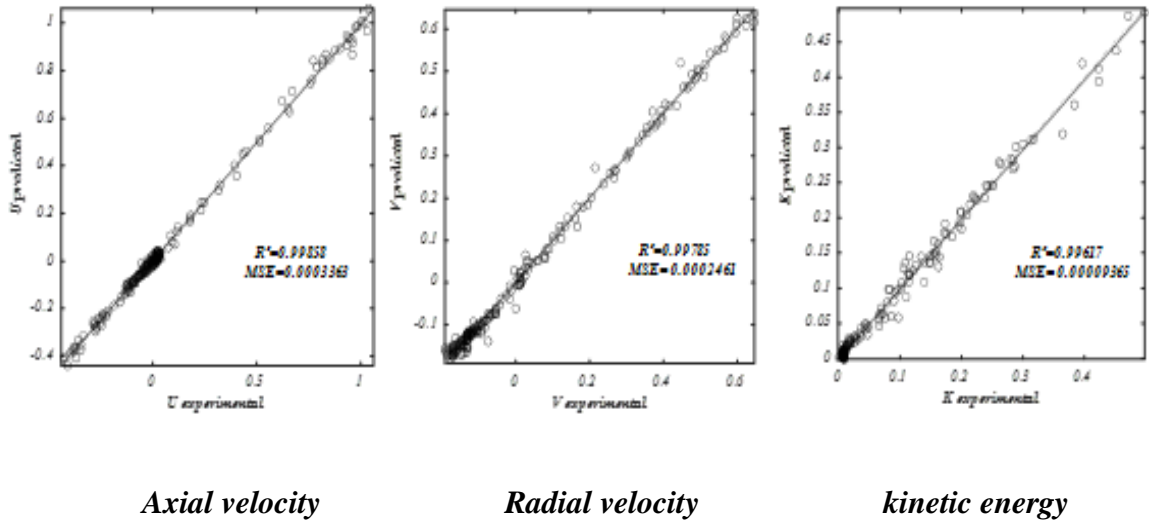 1
0.8
0.6
0.4
0.2
0
-0.2
-0.4
U predicted
R²=0.99858
MSE=0.0003363
0 0.5 1
U experimental
0.6
0.5
0.4
0.3
0.2
0.1
0
-0.1
V predicted
R²=0.99785
MSE=0.0002461
0 0.2 0.4 0.6
V experimental
0.45
0.4
0.35
0.3
0.25
0.2
0.15
0.1
0.05
0
K predicted
R²=0.99617
MSE=0.00009365
0 0.1 0.2 0.3 0.4
K experimental
Axial velocity
Radial velocity
kinetic energy